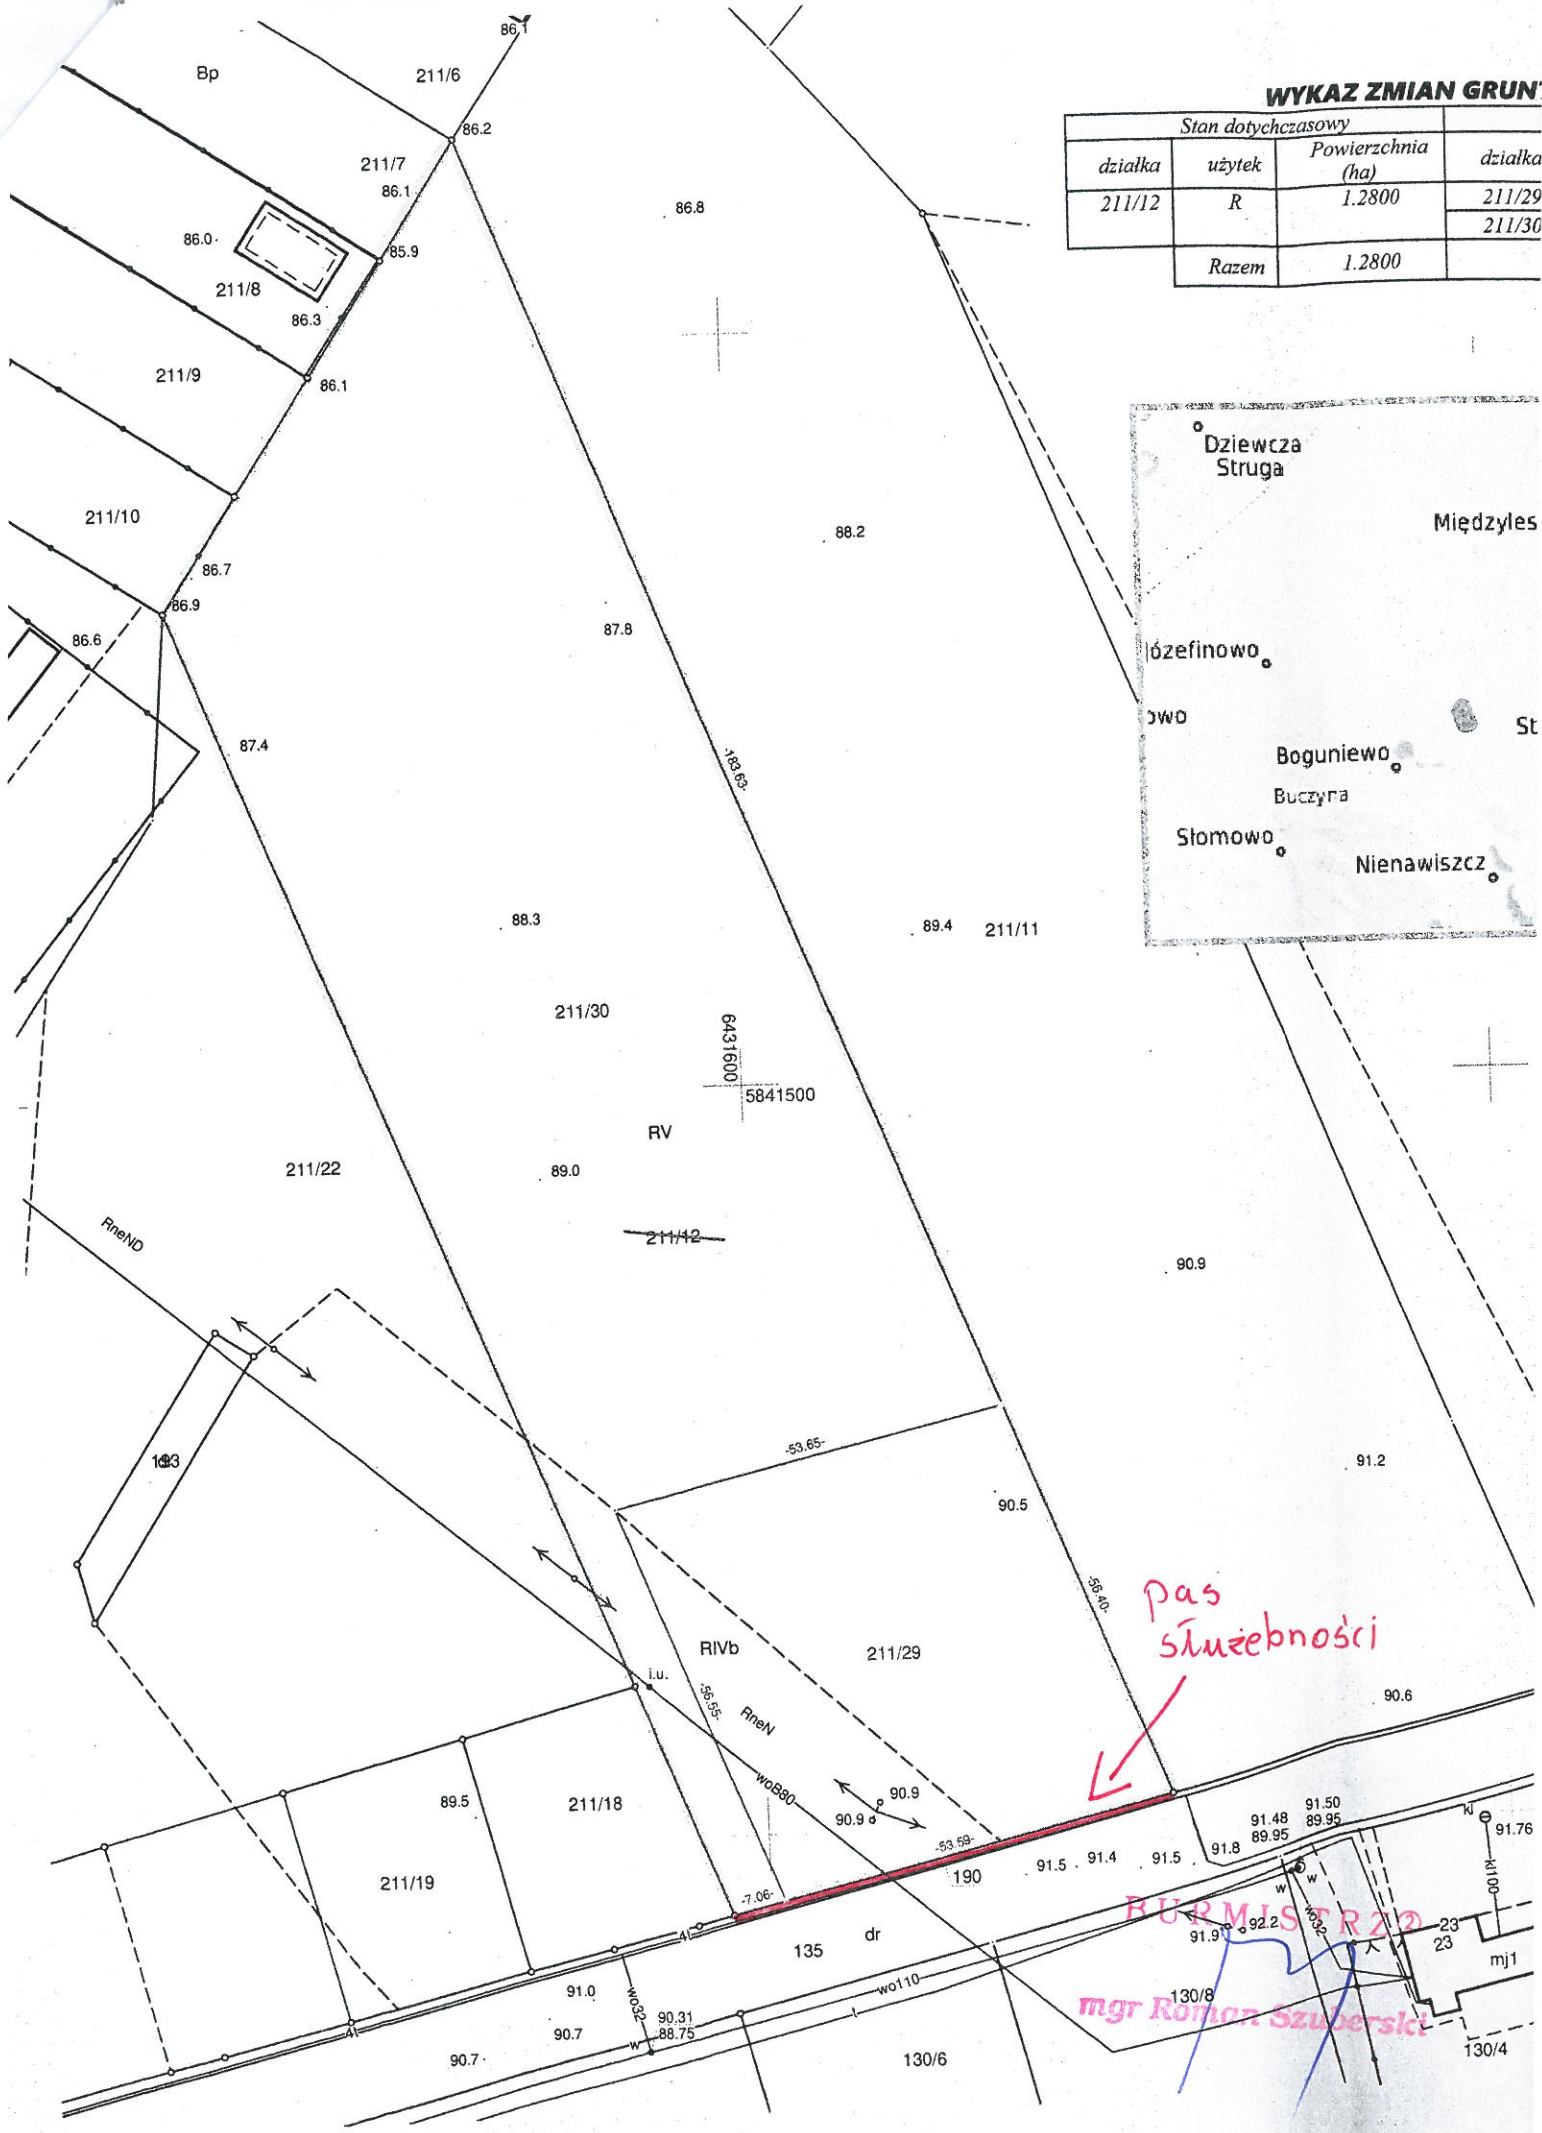 86.1
Bp
211/6
WYKAZ ZMIAN GRUN
Stan dotychczasowy
działka
użytek
Powierzchnia
(ha)
działka
211/12
R
1.2800
211/29
211/30
Razem
1.2800
86.2
211/7
86.1
86.8
86.0
85.9
211/8
86.3
211/9
86.1
Dziewcza
Struga
211/10
Międzyles
88.2
86.7
86.9
87.8
86.6
józefinowo
owo
St
87.4
-183.63-
Boguniewo
Buczyna
Słomowo
Nienawiszcz
88.3
89.4
211/11
211/30
6431600
5841500
RV
211/22
89.0
211/12
RneND
90.9
-53.65-
91.2
90.5
-56.40-
pas
służebności
RIVb
211/29
i.u.
-56.65-
90.6
RneN
woB80
90.9
90.9
89.5
211/18
91.50
91.48
89.95
89.95
kl
91.76
-53.59-
91.8
190
91.5
91.4
91.5
kl100
211/19
-7.06-
w
w
wo32
BURMISTRZ
92.2
91.9
23
23
4t
135
dr
mj1
91.0
wo32
wo110
130/8
mgr Roman Szuberski
90.31
88.75
4t
90.7
w
t
90.7
130/6
130/4